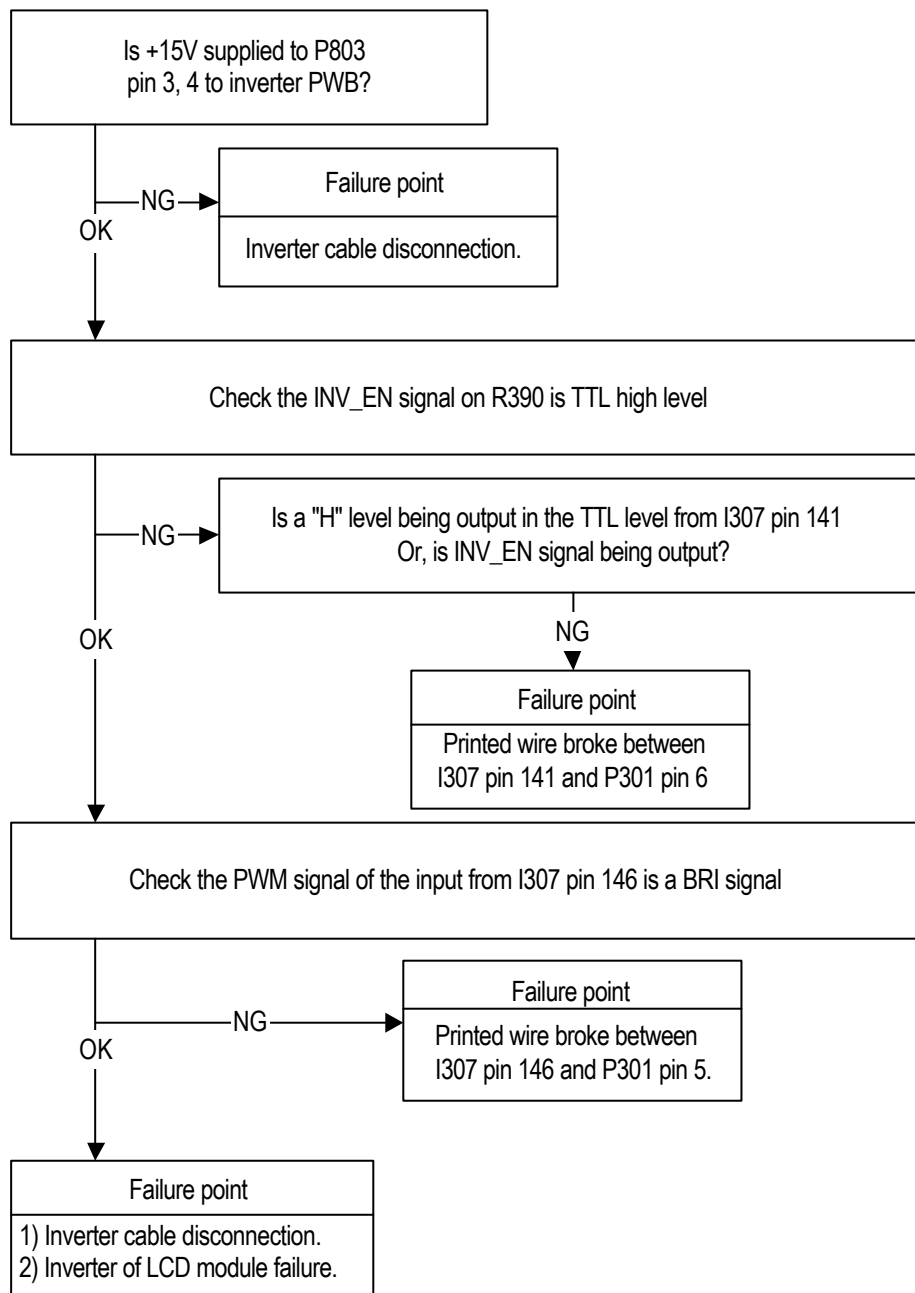 Is +15V supplied to P803
pin 3, 4 to inverter PWB?
NG
OK
Failure point
Inverter cable disconnection.
Check the INV_EN signal on R390 is TTL high level
NG
OK
Is a "H" level being output in the TTL level from I307 pin 141
Or, is INV_EN signal being output?
NG
Failure point
Printed wire broke between
I307 pin 141 and P301 pin 6
Check the PWM signal of the input from I307 pin 146 is a BRI signal
NG
OK
Failure point
Printed wire broke between
I307 pin 146 and P301 pin 5.
Failure point
1) Inverter cable disconnection.
2) Inverter of LCD module failure.